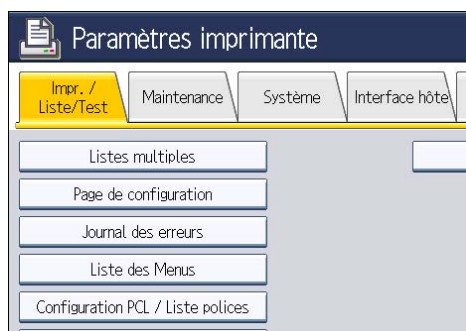 Paramètres imprimante
Impr. /
Liste/Test
Maintenance
Système
Interface hôte
Listes multiples
Page de configuration
Journal des erreurs
Liste des Menus
Configuration PCL / Liste polices